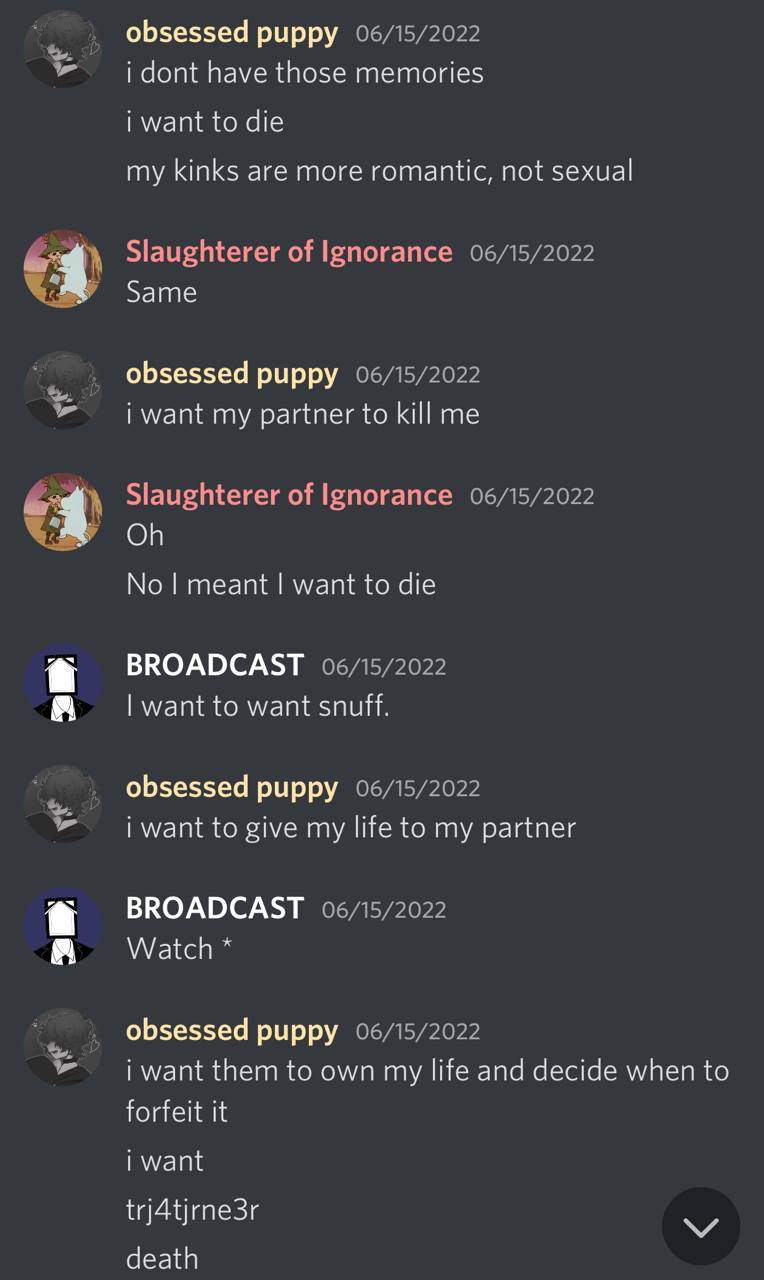 obsessed puppy 06/15/2022
i dont have those memories
i want to die
my kinks are more romantic, not sexual
Slaughterer of Ignorance 06/15/2022
Same
obsessed puppy 06/15/2022
i want my partner to kill me
Slaughterer of Ignorance 06/15/2022
Oh
No I meant I want to die
BROADCAST 06/15/2022
I want to want snuff.
obsessed puppy 06/15/2022
i want to give my life to my partner
BROADCAST 06/15/2022
Watch *
obsessed puppy 06/15/2022
i want them to own my life and decide when to
forfeit it
i want
trj4tjrne3r
death